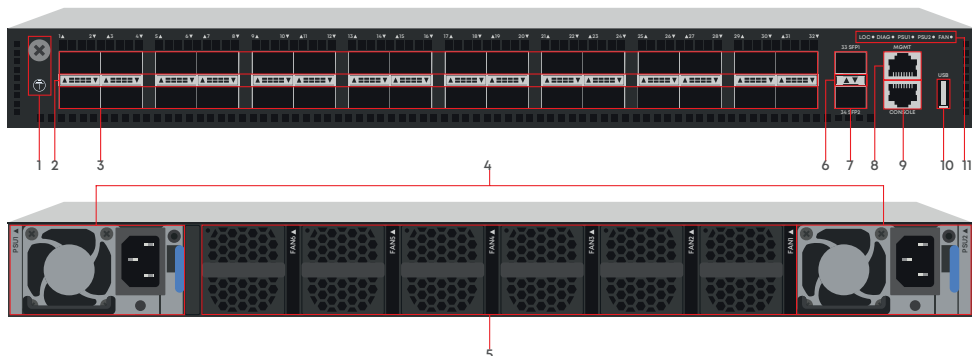 1▲ 2▼ ▲3 4▼ 5▲ 6▼ ▲7 8▼ 9▲ 10▼ ▲11 12▼ 13▲ 14▼ ▲15 16▼ 17▲ 18▼ ▲19 20▼ 21▲ 22▼ ▲23 24▼ 25▲ 26▼ ▲27 28▼ 29▲ 30▼ ▲31 32▼
LOC DIAG PSU1 PSU2 FAN
33 SFP1 MGMT
USB
34 SFP2 CONSOLE
1 2 3 6 7 8 9 10 11
4
PSU1 ▲ FAN6 ▲ FAN5 ▲ FAN4 ▲ FAN3 ▲ FAN2 ▲ FAN1 ▲ PSU2 ▲
5